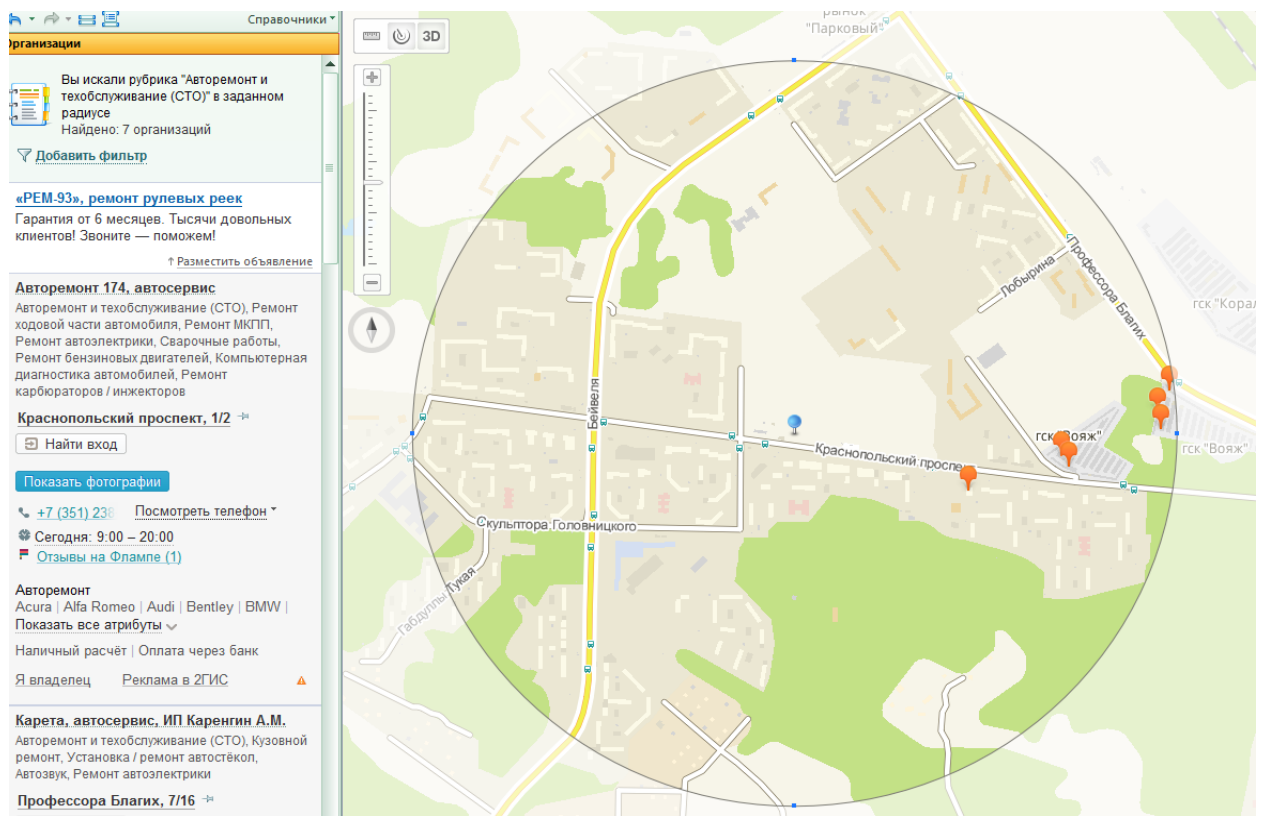 Справочники
Организации
Вы искали рубрика "Авторемонт и
техобслуживание (СТО)" в заданном
радиусе
Найдено: 7 организаций
Добавить фильтр
«РЕМ-93», ремонт рулевых реек
Гарантия от 6 месяцев. Тысячи довольных
клиентов! Звоните — поможем!
Разместить объявление
Авторемонт 174, автосервис
Авторемонт и техобслуживание (СТО), Ремонт
ходовой части автомобиля, Ремонт МКПП,
Ремонт автоэлектрики, Сварочные работы,
Ремонт бензиновых двигателей, Компьютерная
диагностика автомобилей, Ремонт
карбюраторов / инжекторов
Краснопольский проспект, 1/2
Найти вход
Показать фотографии
+7 (351) 238 Посмотреть телефон
Сегодня: 9:00 – 20:00
Отзывы на Флампе (1)
Авторемонт
Acura | Alfa Romeo | Audi | Bentley | BMW |
Показать все атрибуты
Наличный расчёт | Оплата через банк
Я владелец Реклама в 2ГИС
Карета, автосервис, ИП Каренгин А.М.
Авторемонт и техобслуживание (СТО), Кузовной
ремонт, Установка / ремонт автостёкол,
Автозвук, Ремонт автоэлектрики
Профессора Благих, 7/16
3D
рынок
"Парковый"
Профессора Благих
Лобырина
гск "Корал
Бейвеля
гск "Вояж"
гск "Вояж"
Краснопольский проспе
Скульптора Головницкого
Габдуллы Тукая